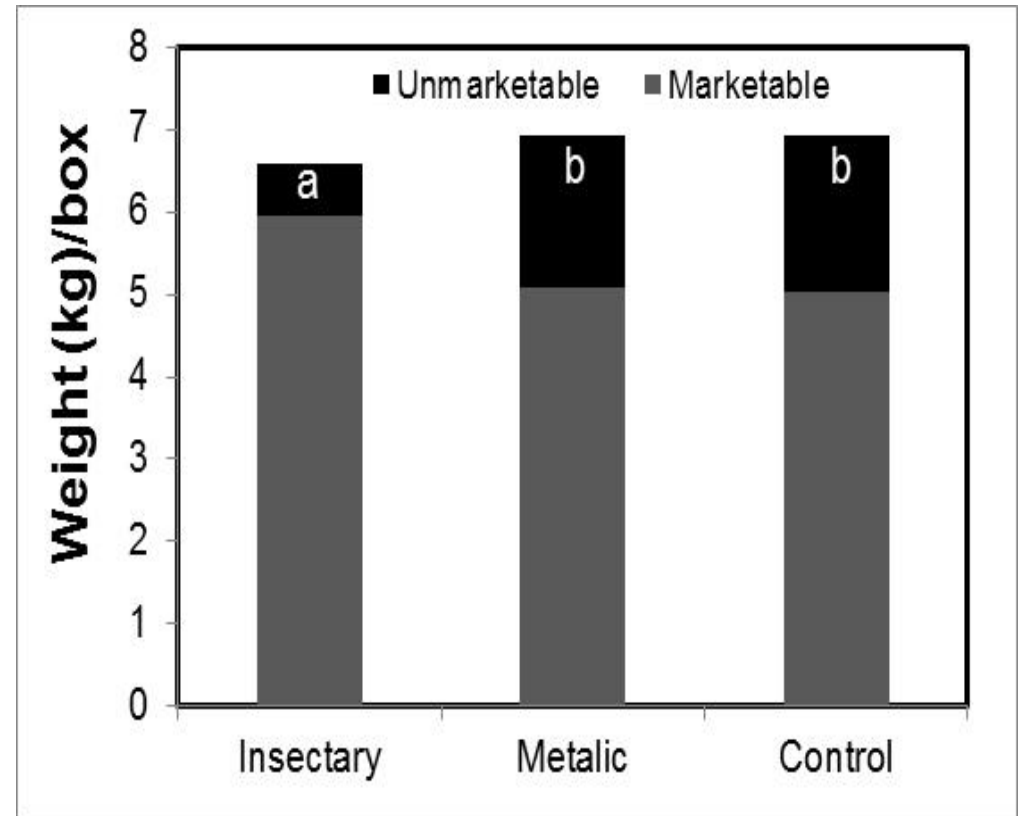 Weight (kg)/box
8
7
6
5
4
3
2
1
0
Unmarketable Marketable
a b b
Insectary Metalic Control